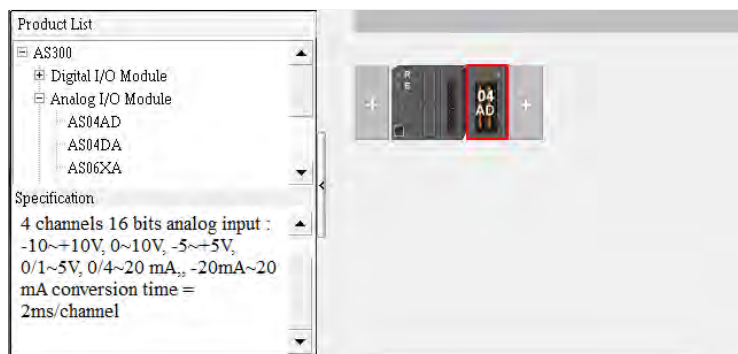 Product List
AS300
Digital I/O Module
Analog I/O Module
AS04AD
AS04DA
AS06XA
Specification
4 channels 16 bits analog input :
-10~+10V, 0~10V, -5~+5V,
0/1~5V, 0/4~20 mA,, -20mA~20
mA conversion time =
2ms/channel
04
AD